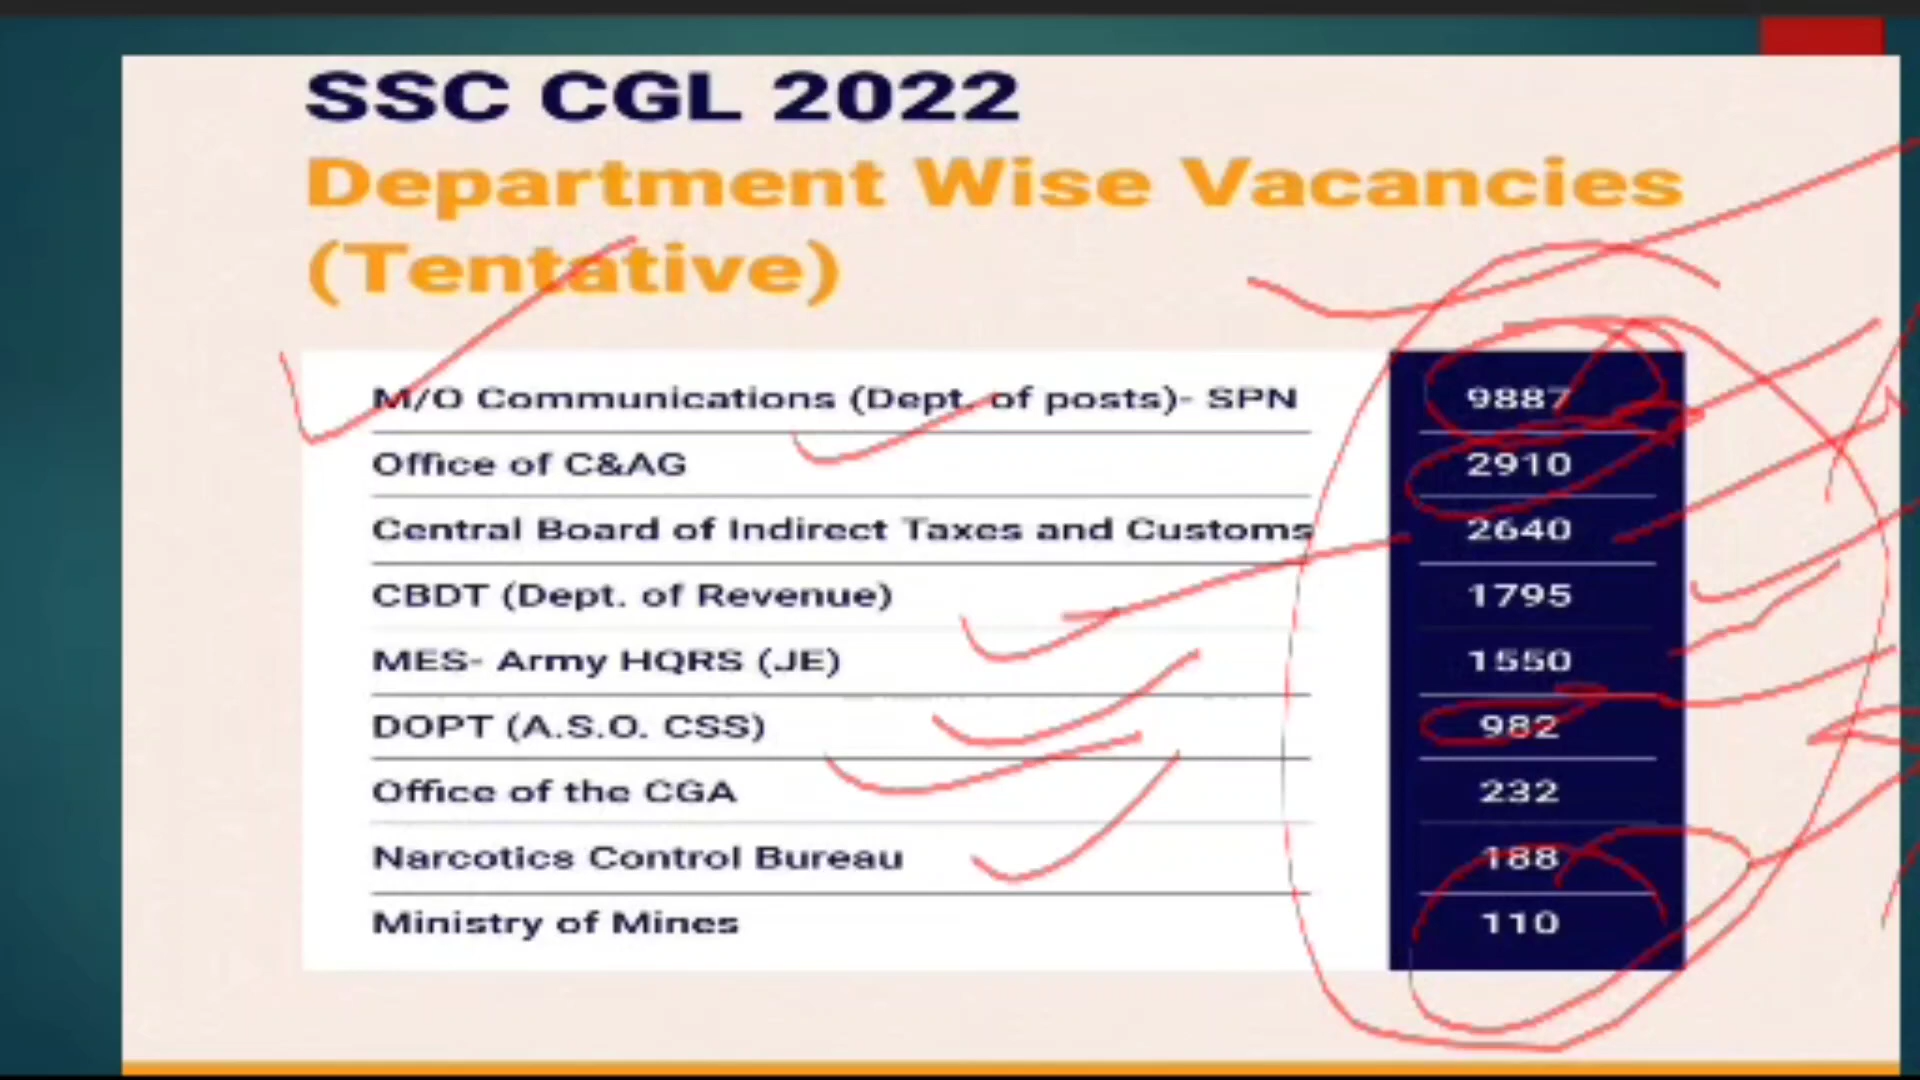 SSC CGL 2022
Department Wise Vacancies
(Tentative)
M/O Communications (Dept. of posts)- SPN 9887
Office of C&AG 2910
Central Board of Indirect Taxes and Customs 2640
CBDT (Dept. of Revenue) 1795
MES- Army HQRS (JE) 1550
DOPT (A.S.O. CSS) 982
Office of the CGA 232
Narcotics Control Bureau 188
Ministry of Mines 110